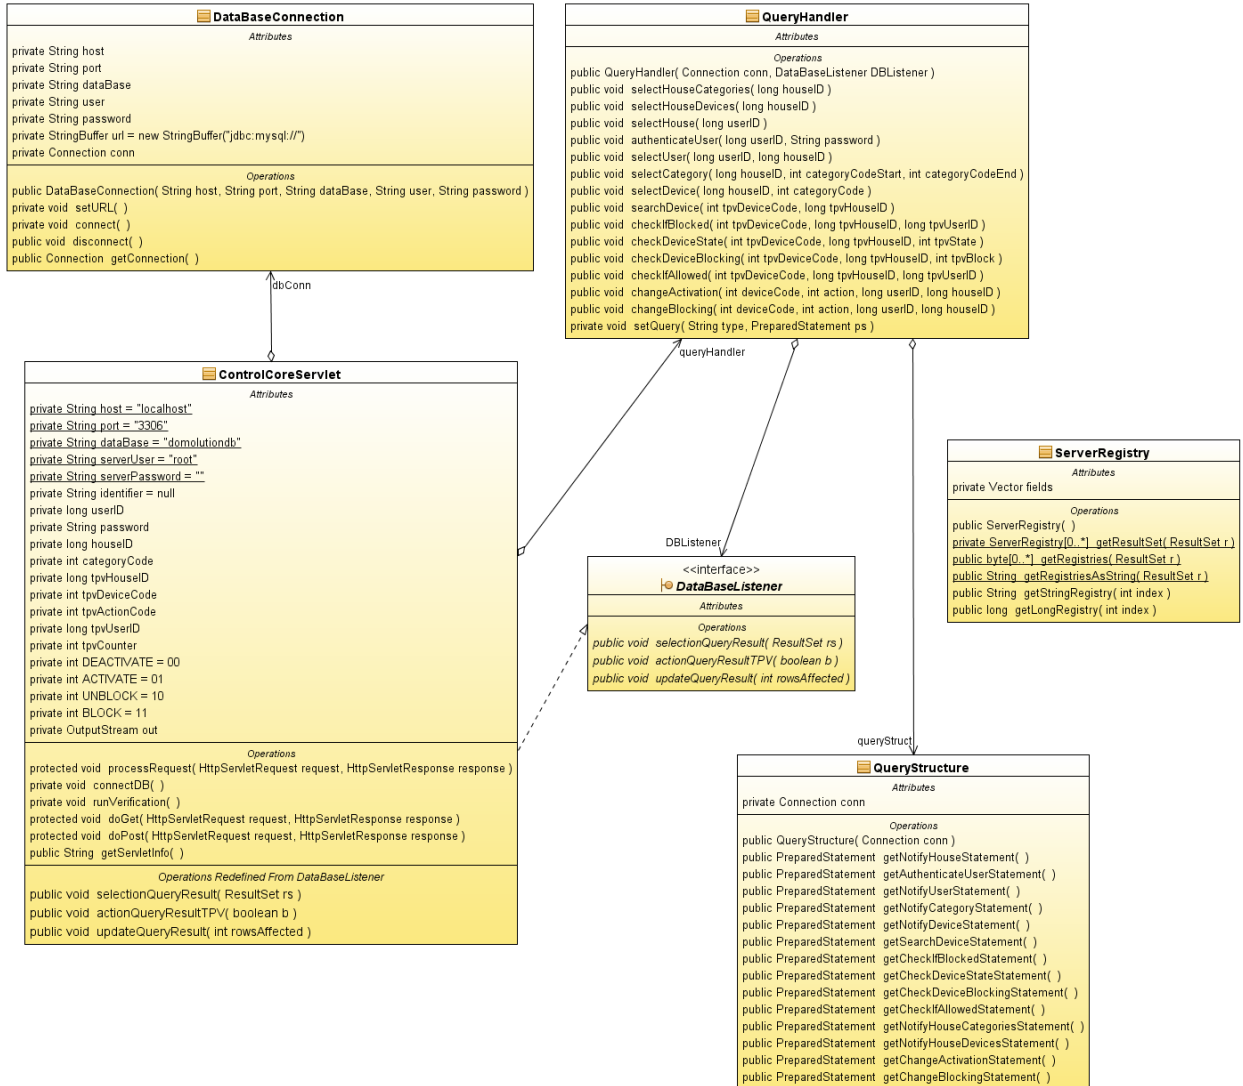 DataBaseConnection
Attributes
private String host
private String port
private String dataBase
private String user
private String password
private StringBuffer url = new StringBuffer("jdbc:mysql://")
private Connection conn
Operations
public DataBaseConnection( String host, String port, String dataBase, String user, String password )
private void setURL( )
private void connect( )
public void disconnect( )
public Connection getConnection( )
QueryHandler
Attributes
Operations
public QueryHandler( Connection conn, DataBaseListener DBListener )
public void selectHouseCategories( long houseID )
public void selectHouseDevices( long houseID )
public void selectHouse( long userID )
public void authenticateUser( long userID, String password )
public void selectUser( long userID, long houseID )
public void selectCategory( long houseID, int categoryCodeStart, int categoryCodeEnd )
public void selectDevice( long houseID, int categoryCode )
public void searchDevice( int tpvDeviceCode, long tpvHouseID )
public void checkIfBlocked( int tpvDeviceCode, long tpvHouseID, long tpvUserID )
public void checkDeviceState( int tpvDeviceCode, long tpvHouseID, int tpvState )
public void checkDeviceBlocking( int tpvDeviceCode, long tpvHouseID, int tpvBlock )
public void checkIfAllowed( int tpvDeviceCode, long tpvHouseID, long tpvUserID )
public void changeActivation( int deviceCode, int action, long userID, long houseID )
public void changeBlocking( int deviceCode, int action, long userID, long houseID )
private void setQuery( String type, PreparedStatement ps )
dbConn
queryHandler
ControlCoreServlet
Attributes
private String host = "localhost"
private String port = "3306"
private String dataBase = "domolutiondb"
private String serverUser = "root"
private String serverPassword = ""
private String identifier = null
private long userID
private String password
private long houseID
private int categoryCode
private long tpvHouseID
private int tpvDeviceCode
private int tpvActionCode
private long tpvUserID
private int tpvCounter
private int DEACTIVATE = 00
private int ACTIVATE = 01
private int UNBLOCK = 10
private int BLOCK = 11
private OutputStream out
Operations
protected void processRequest( HttpServletRequest request, HttpServletResponse response )
private void connectDB( )
private void runVerification( )
protected void doGet( HttpServletRequest request, HttpServletResponse response )
protected void doPost( HttpServletRequest request, HttpServletResponse response )
public String getServletInfo( )
Operations Redefined From DataBaseListener
public void selectionQueryResult( ResultSet rs )
public void actionQueryResultTPV( boolean b )
public void updateQueryResult( int rowsAffected )
ServerRegistry
Attributes
private Vector fields
Operations
public ServerRegistry( )
private ServerRegistry[0..*] getResultSet( ResultSet r )
public byte[0..*] getRegistries( ResultSet r )
public String getRegistriesAsString( ResultSet r )
public String getStringRegistry( int index )
public long getLongRegistry( int index )
DBListener
<<interface>>
DataBaseListener
Attributes
Operations
public void selectionQueryResult( ResultSet rs )
public void actionQueryResultTPV( boolean b )
public void updateQueryResult( int rowsAffected )
queryStruct
QueryStructure
Attributes
private Connection conn
Operations
public QueryStructure( Connection conn )
public PreparedStatement getNotifyHouseStatement( )
public PreparedStatement getAuthenticateUserStatement( )
public PreparedStatement getNotifyUserStatement( )
public PreparedStatement getNotifyCategoryStatement( )
public PreparedStatement getNotifyDeviceStatement( )
public PreparedStatement getSearchDeviceStatement( )
public PreparedStatement getCheckIfBlockedStatement( )
public PreparedStatement getCheckDeviceStateStatement( )
public PreparedStatement getCheckDeviceBlockingStatement( )
public PreparedStatement getCheckIfAllowedStatement( )
public PreparedStatement getNotifyHouseCategoriesStatement( )
public PreparedStatement getNotifyHouseDevicesStatement( )
public PreparedStatement getChangeActivationStatement( )
public PreparedStatement getChangeBlockingStatement( )